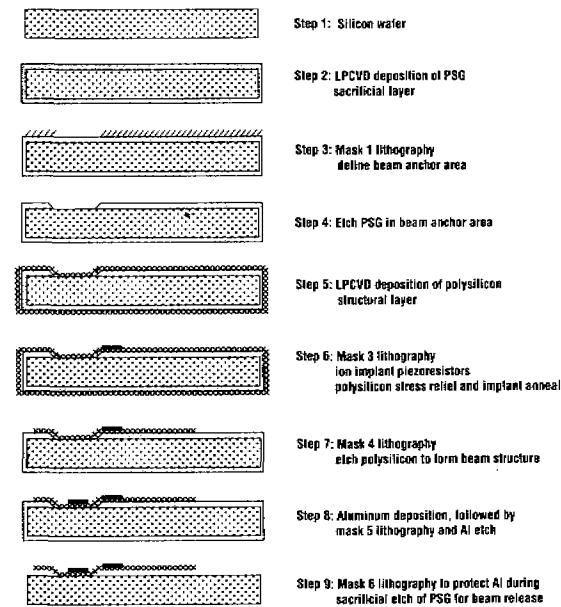 Step 1: Silicon wafer
Step 2: LPCVD deposition of PSG
sacrificial layer
Step 3: Mask 1 lithography
define beam anchor area
Step 4: Etch PSG in beam anchor area
Step 5: LPCVD deposition of polysilicon
structural layer
Step 6: Mask 3 lithography
ion implant piezoresistors
polysilicon stress relief and implant anneal
Step 7: Mask 4 lithography
etch polysilicon to form beam structure
Step 8: Aluminum deposition, followed by
mask 5 lithography and Al etch
Step 9: Mask 6 lithography to protect Al during
sacrificial etch of PSG for beam release